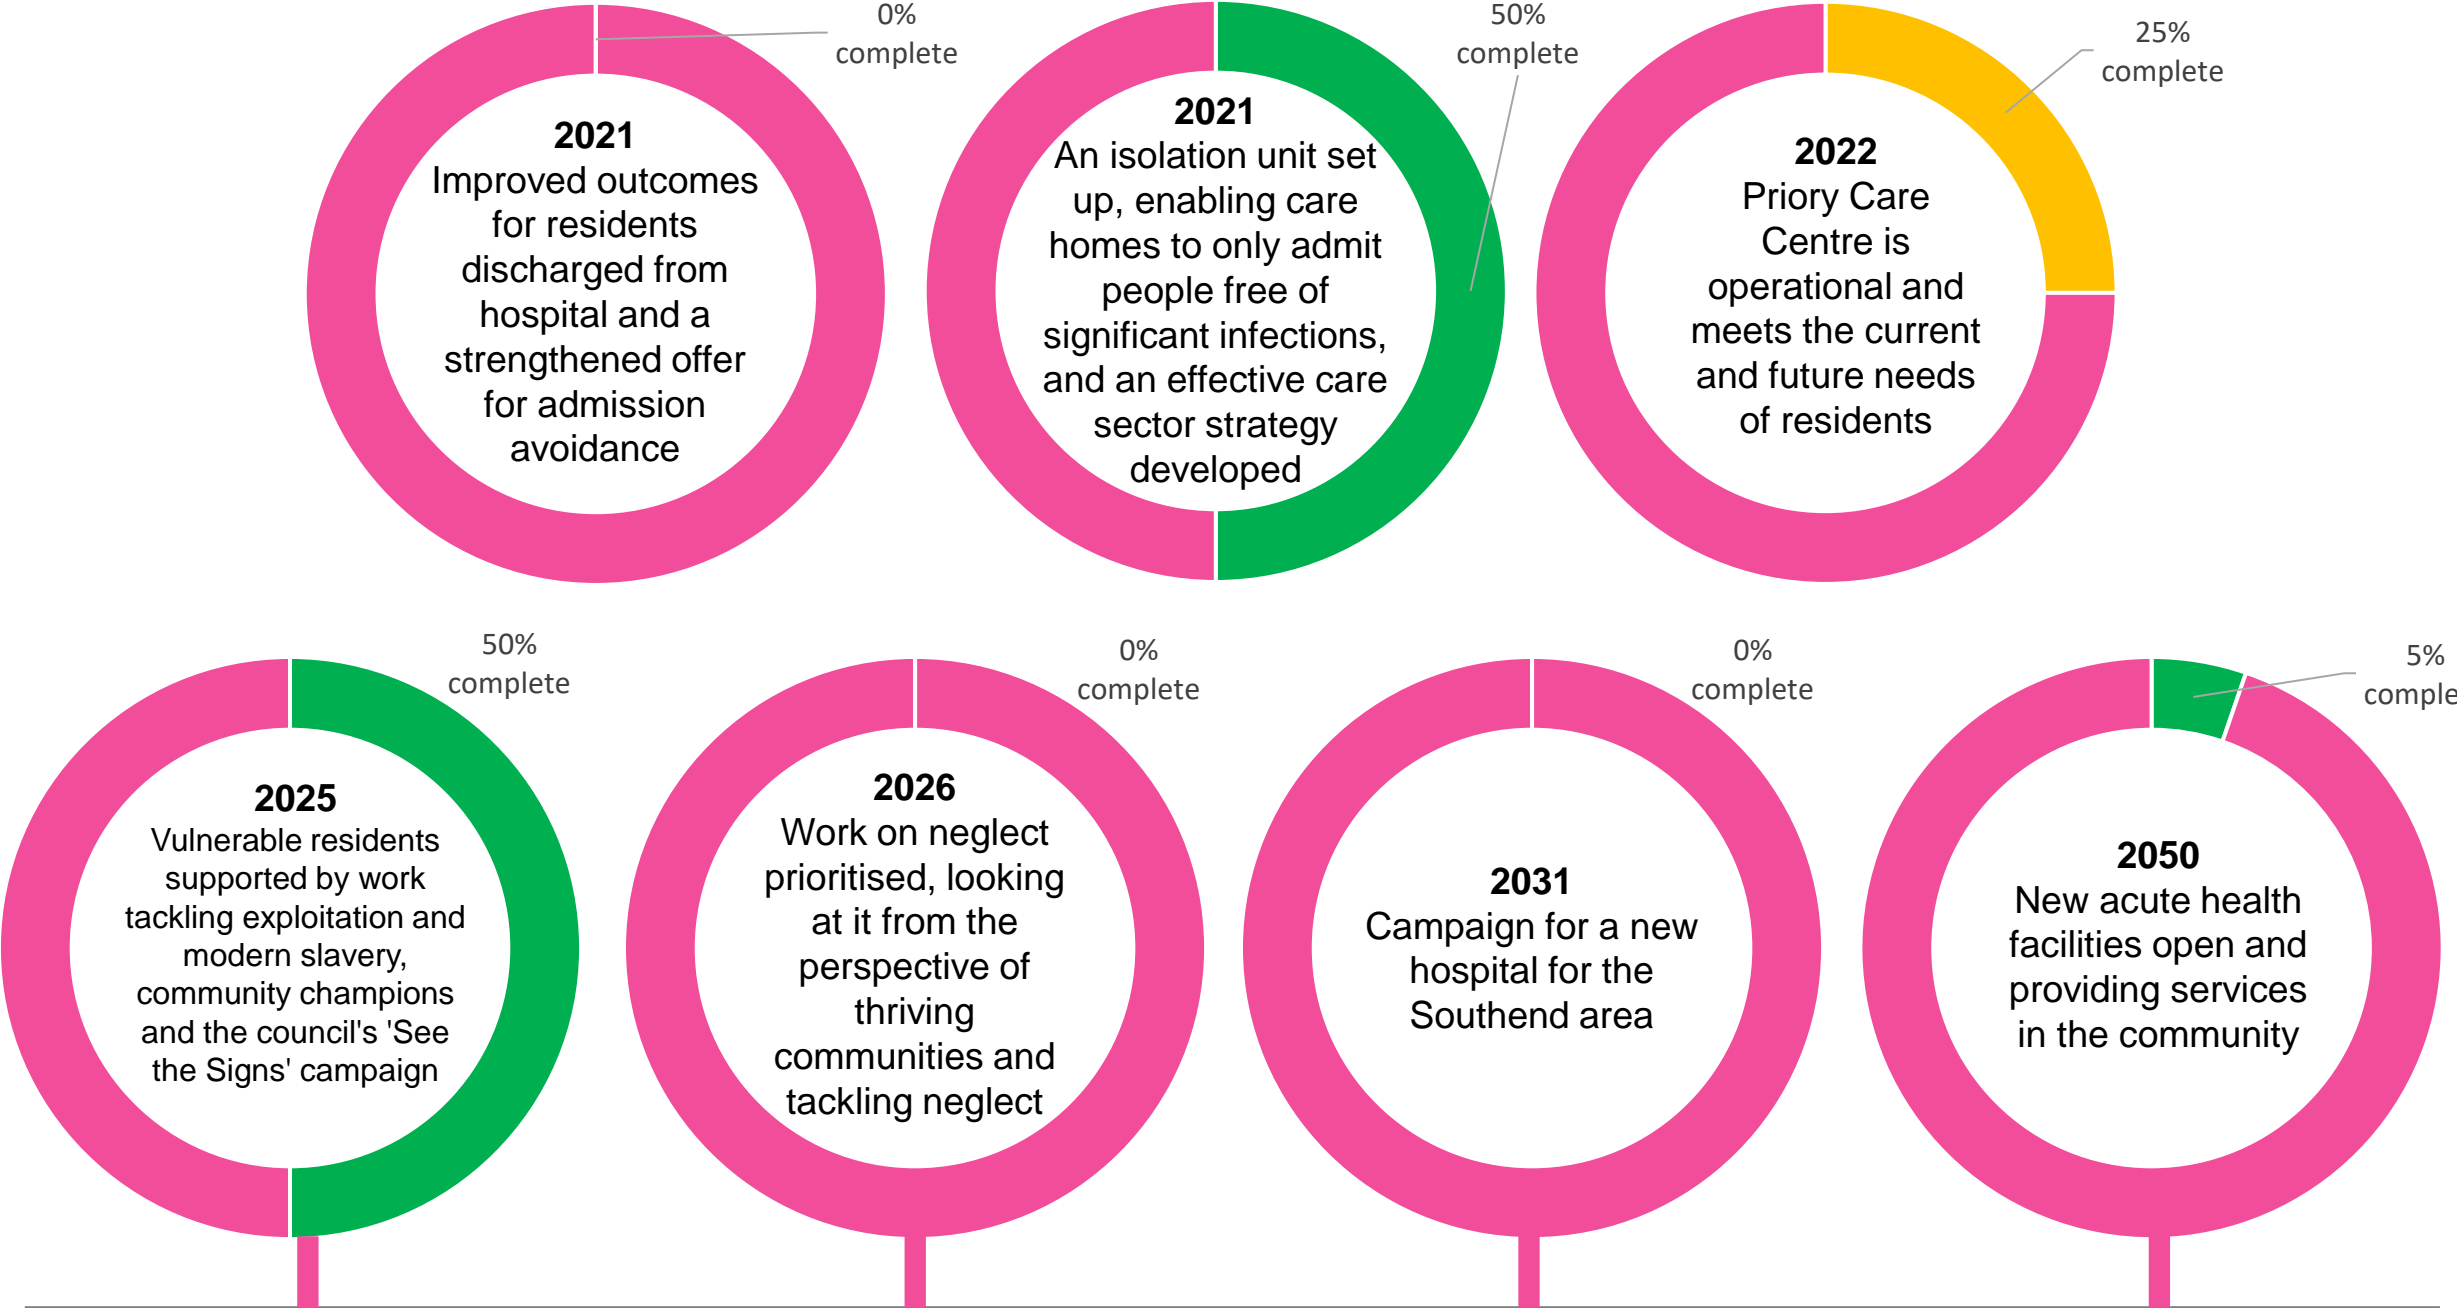 0%
complete
2021
Improved outcomes
for residents
discharged from
hospital and a
strengthened offer
for admission
avoidance
50%
complete
2021
An isolation unit set
up, enabling care
homes to only admit
people free of
significant infections,
and an effective care
sector strategy
developed
25%
complete
2022
Priory Care
Centre is
operational and
meets the current
and future needs
of residents
50%
complete
2025
Vulnerable residents
supported by work
tackling exploitation and
modern slavery,
community champions
and the council's 'See
the Signs' campaign
0%
complete
2026
Work on neglect
prioritised, looking
at it from the
perspective of
thriving
communities and
tackling neglect
0%
complete
2031
Campaign for a new
hospital for the
Southend area
5%
comple
2050
New acute health
facilities open and
providing services
in the community